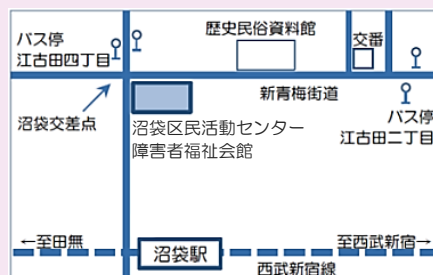 歴史民俗資料館
バス停
江古田四丁目
交番
新青梅街道
沼袋交差点
沼袋区民活動センター
障害者福祉会館
バス停
江古田二丁目
←至田無
至西武新宿→
沼袋駅
西武新宿線